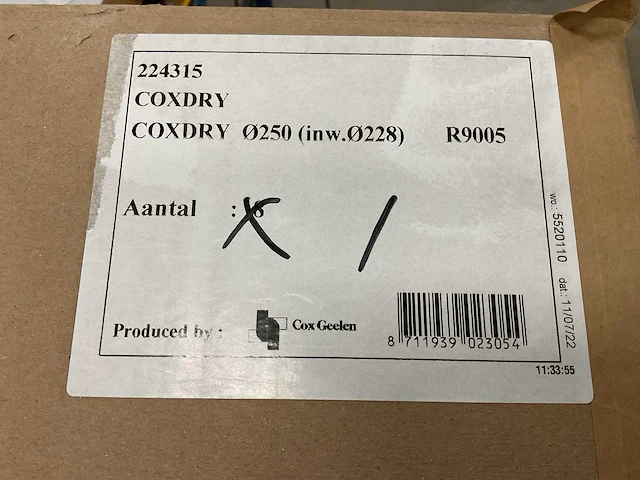 224315
COXDRY
COXDRY Ø250 (inw.Ø228) R9005
Aantal : 8 /
Produced by : Cox Geelen
8 711939 023054
wo.: 5520110 dat.: 11/07/22
11:33:55